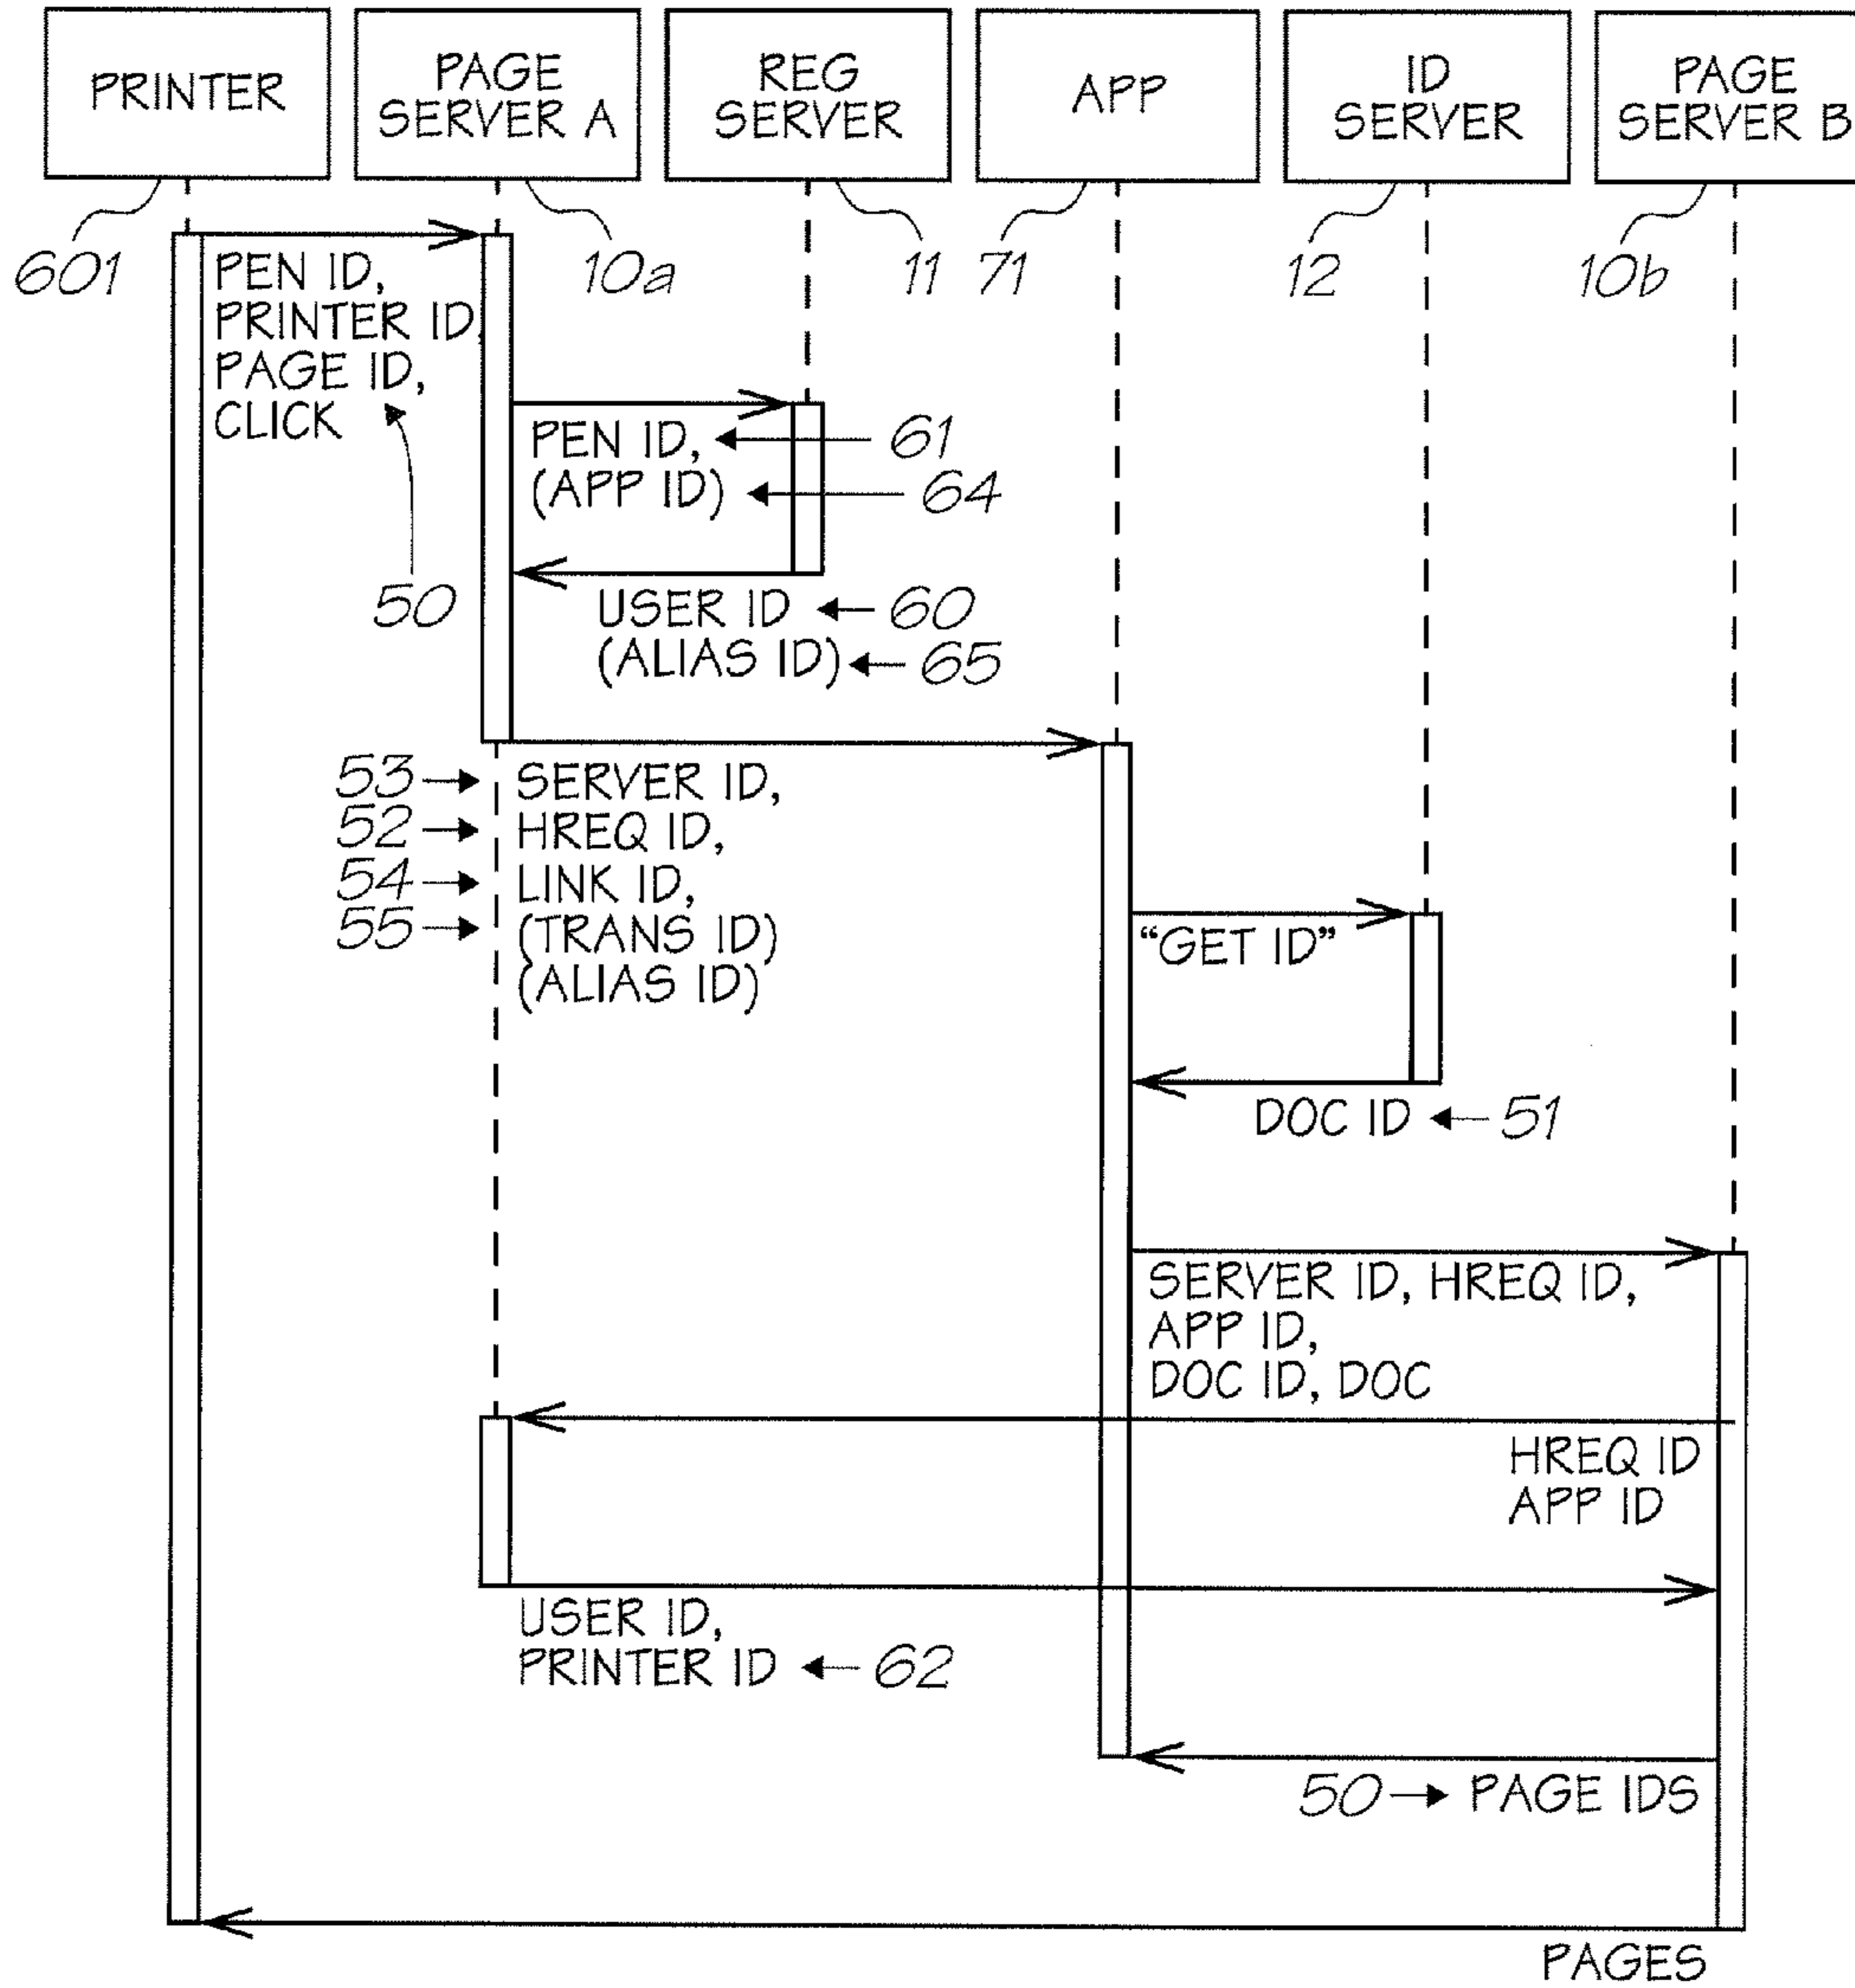 PRINTER
PAGE
SERVER A
REG
SERVER
APP
ID
SERVER
PAGE
SERVER B
601
10a
11
71
12
10b
PEN ID,
PRINTER ID,
PAGE ID,
CLICK
50
PEN ID,
61
(APP ID)
64
USER ID
60
(ALIAS ID)
65
53
SERVER ID,
52
HREQ ID,
54
LINK ID,
55
(TRANS ID)
(ALIAS ID)
“GET ID”
DOC ID
51
SERVER ID, HREQ ID,
APP ID,
DOC ID, DOC
HREQ ID
APP ID
USER ID,
PRINTER ID
62
50
PAGE IDS
PAGES